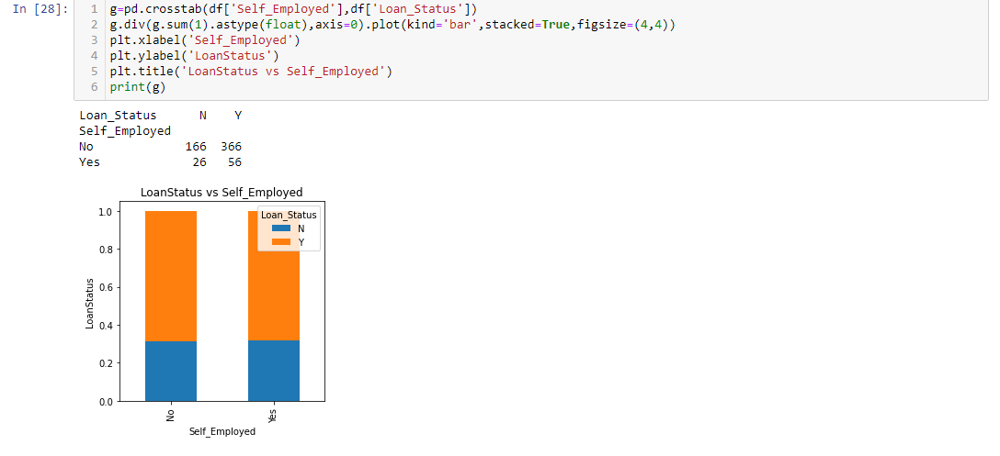 In [28]:
1 g=pd.crosstab(df['Self_Employed'],df['Loan_Status'])
2 g.div(g.sum(1).astype(float),axis=0).plot(kind='bar',stacked=True,figsize=(4,4))
3 plt.xlabel('Self_Employed')
4 plt.ylabel('LoanStatus')
5 plt.title('LoanStatus vs Self_Employed')
6 print(g)
Loan_Status N Y
Self_Employed
No 166 366
Yes 26 56
LoanStatus vs Self_Employed
Loan_Status
N
Y
1.0
0.8
0.6
0.4
0.2
0.0
LoanStatus
No
Yes
Self_Employed